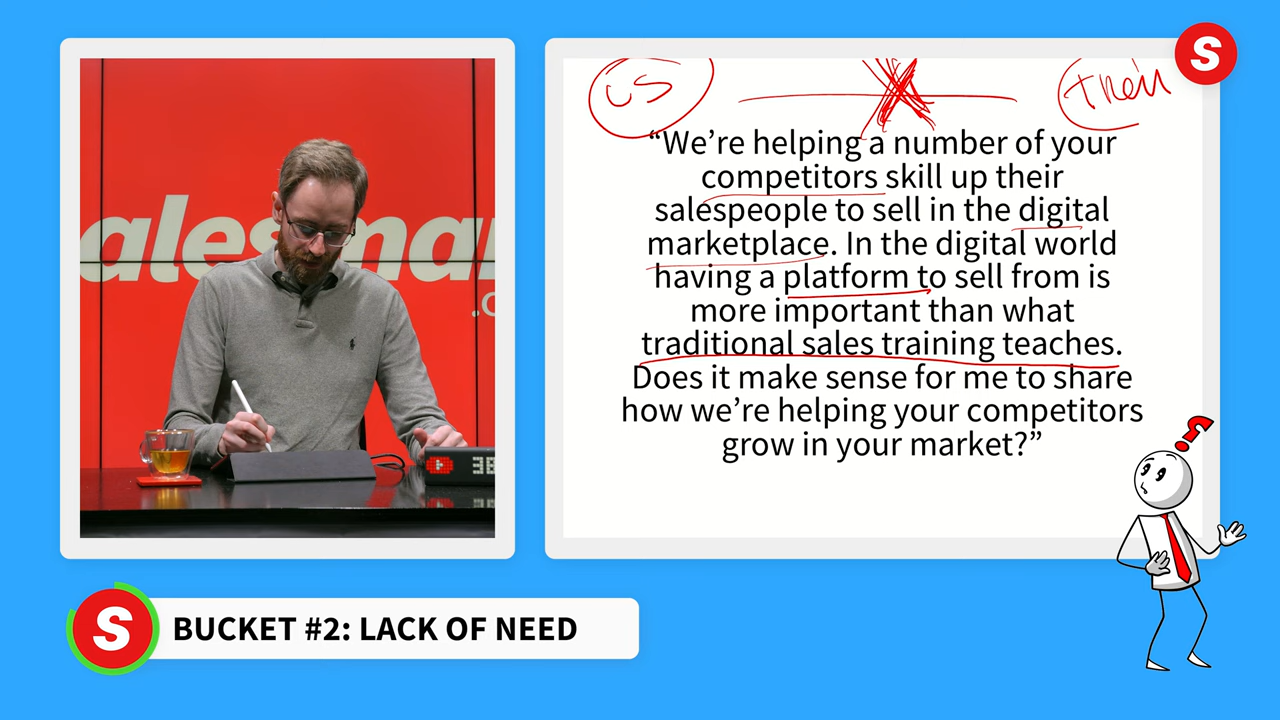 alesma
.c
38
us
Their
S
“We’re helping a number of your
competitors skill up their
salespeople to sell in the digital
marketplace. In the digital world
having a platform to sell from is
more important than what
traditional sales training teaches.
Does it make sense for me to share
how we’re helping your competitors
grow in your market?”
S
BUCKET #2: LACK OF NEED